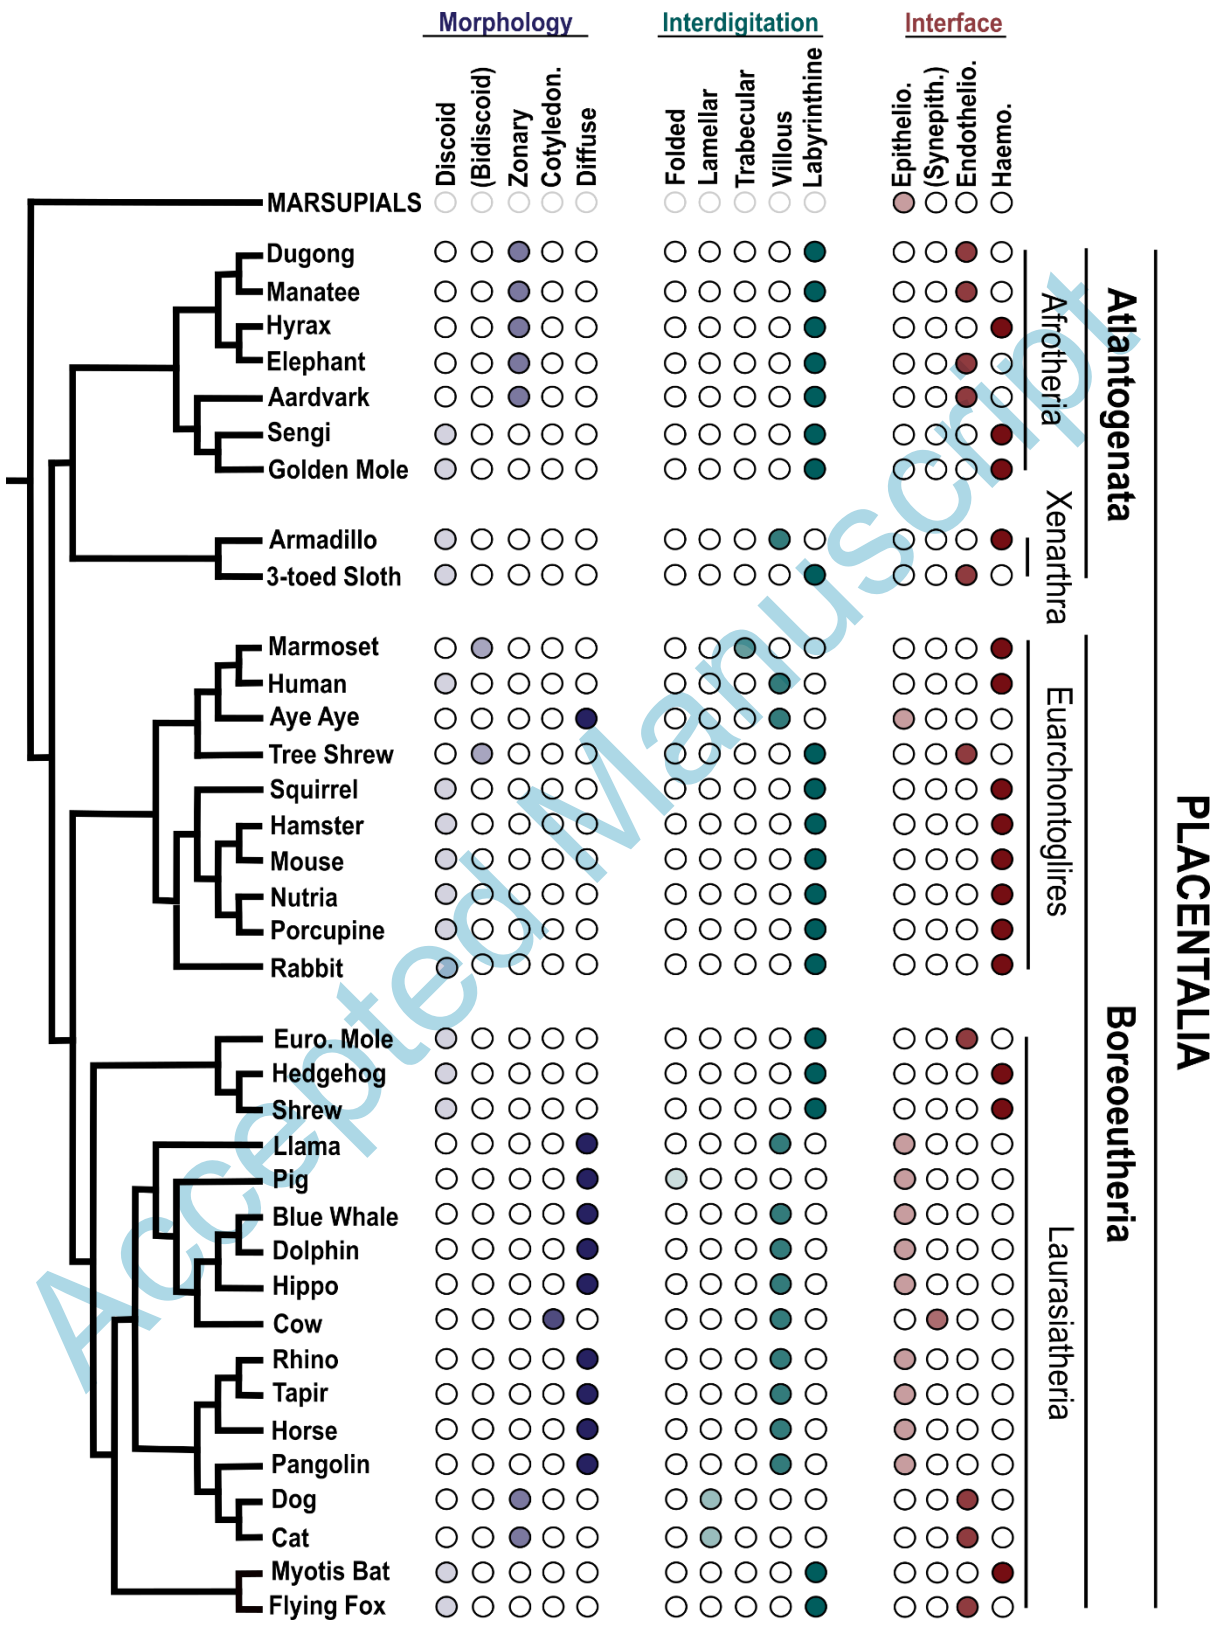 Morphology Interdigitation Interface
Discoid
(Bidiscoid)
Zonary
Cotyledon.
Diffuse
Folded
Lamellar
Trabecular
Villous
Labyrinthine
Epithelio.
(Synepith.)
Endothelio.
Haemo.
MARSUPIALS
Dugong
Manatee
Hyrax
Elephant
Aardvark
Sengi
Golden Mole
Armadillo
3-toed Sloth
Marmoset
Human
Aye Aye
Tree Shrew
Squirrel
Hamster
Mouse
Nutria
Porcupine
Rabbit
Euro. Mole
Hedgehog
Shrew
Llama
Pig
Blue Whale
Dolphin
Hippo
Cow
Rhino
Tapir
Horse
Pangolin
Dog
Cat
Myotis Bat
Flying Fox
Afrotheria
Xenarthra
Euarchontoglires
Laurasiatheria
Atlantogenata
Boreoeutheria
PLACENTALIA
Accepted Manuscript